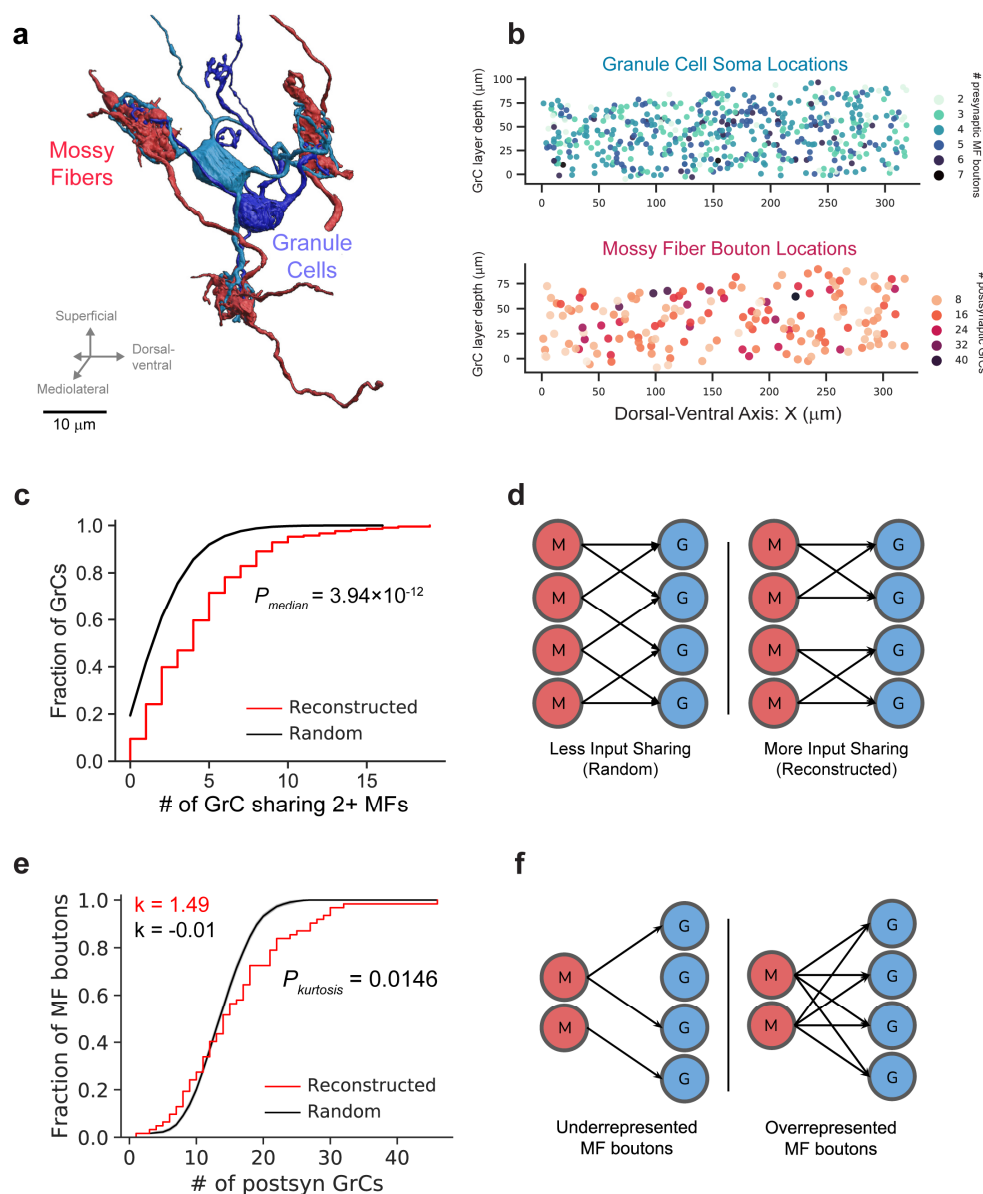 a
Mossy
Fibers
Granule
Cells
Superficial
Dorsal-
ventral
Mediolateral
10 μm
b
Granule Cell Soma Locations
GrC layer depth (μm)
100
75
50
25
0
0 50 100 150 200 250 300
# presynaptic MF boutons
2
3
4
5
6
7
Mossy Fiber Bouton Locations
GrC layer depth (μm)
75
50
25
0
0 50 100 150 200 250 300
Dorsal-Ventral Axis: X (μm)
# postsynaptic GrCs
8
16
24
32
40
c
Fraction of GrCs
1.0
0.8
0.6
0.4
0.2
0.0
P median = 3.94×10-12
Reconstructed
Random
0 5 10 15
# of GrC sharing 2+ MFs
d
M G M G
M G M G
M G M G
M G M G
Less Input Sharing
(Random)
More Input Sharing
(Reconstructed)
e
Fraction of MF boutons
1.0
0.8
0.6
0.4
0.2
0.0
k = 1.49
k = -0.01
P kurtosis = 0.0146
Reconstructed
Random
0 10 20 30 40
# of postsyn GrCs
f
G G
M G M G
M G M G
G G
Underrepresented
MF boutons
Overrepresented
MF boutons